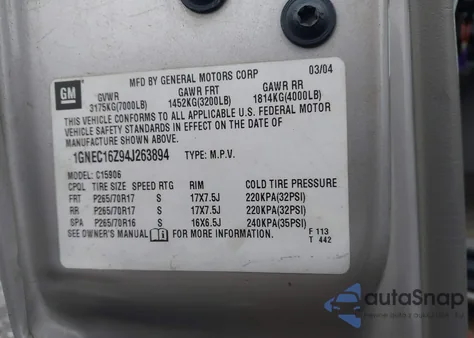 GM
MFD BY GENERAL MOTORS CORP 03/04
GVWR GAWR FRT GAWR RR
3175KG(7000LB) 1452KG(3200LB) 1814KG(4000LB)
THIS VEHICLE CONFORMS TO ALL APPLICABLE U.S. FEDERAL MOTOR
VEHICLE SAFETY STANDARDS IN EFFECT ON THE DATE OF
MANUFACTURE SHOWN ABOVE.
1GNEC16Z94J263894 TYPE: M.P.V.
MODEL: C15906
CPQL TIRE SIZE SPEED RTG RIM COLD TIRE PRESSURE
FRT P265/70R17 S 17X7.5J 220KPA(32PSI)
RR P265/70R17 S 17X7.5J 220KPA(32PSI)
SPA P265/70R16 S 16X6.5J 240KPA(35PSI)
SEE OWNER'S MANUAL FOR MORE INFORMATION.
F 113
T 442
autoSnap